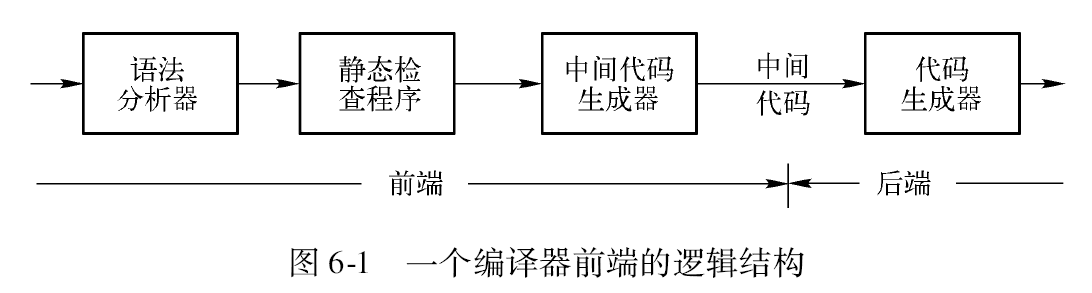 语法
分析器
静态检
查程序
中间代码
生成器
中间
代码
代码
生成器
前端
后端
图 6-1 一个编译器前端的逻辑结构